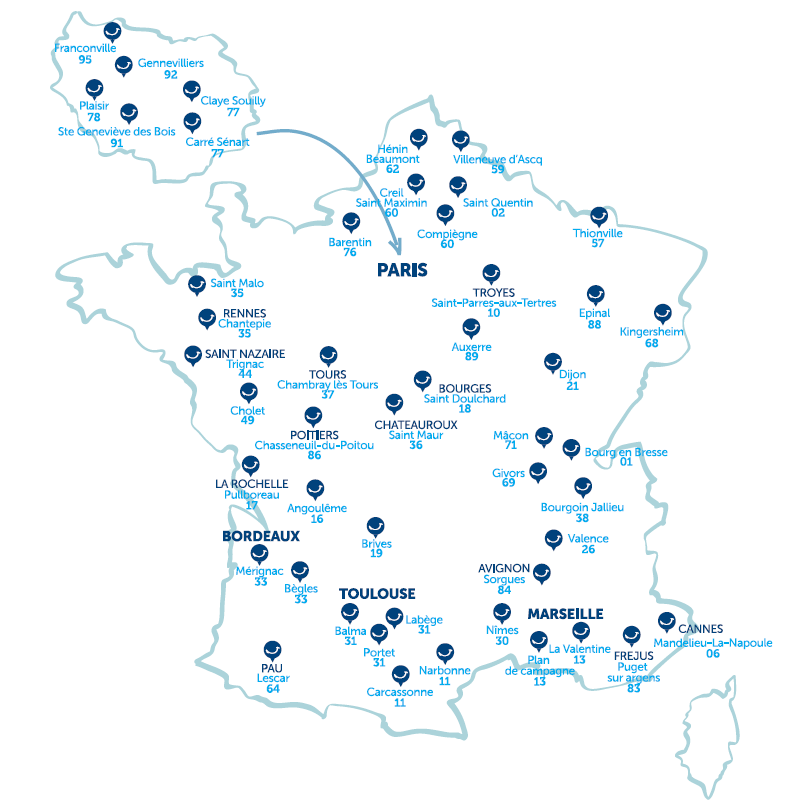 Franconville
95
Gennevilliers
92
Plaisir
78
Claye Souilly
77
Ste Geneviève des Bois
91
Carré Sénart
77
Hénin
Beaumont
62
Villeneuve d'Ascq
59
Creil
Saint Maximin
60
Saint Quentin
02
Barentin
76
Compiègne
60
Thionville
57
PARIS
Saint Malo
35
TROYES
Saint-Parres-aux-Tertres
10
Epinal
88
RENNES
Chantepie
35
Kingersheim
68
Auxerre
89
SAINT NAZAIRE
Trignac
44
TOURS
Chambray lès Tours
37
Dijon
21
BOURGES
Saint Doulchard
18
Cholet
49
CHATEAUROUX
Saint Maur
36
POITIERS
Chasseneuil-du-Poitou
86
Mâcon
71
Bourg en Bresse
01
LA ROCHELLE
Puilboreau
17
Givors
69
Angoulême
16
Bourgoin Jallieu
38
BORDEAUX
Brives
19
Valence
26
Mérignac
33
Bègles
33
AVIGNON
Sorgues
84
TOULOUSE
Balma
31
Labège
31
Portet
31
Nîmes
30
MARSEILLE
La Valentine
13
Plan
de campagne
13
CANNES
Mandelieu-La-Napoule
06
FREJUS
Puget
sur argens
83
PAU
Lescar
64
Narbonne
11
Carcassonne
11